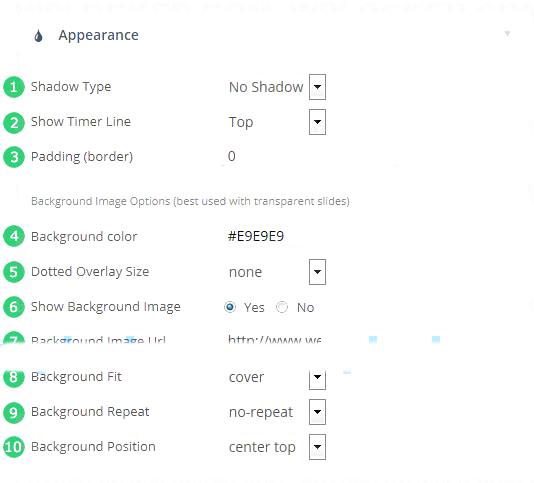 Appearance
1 Shadow Type No Shadow
2 Show Timer Line Top
3 Padding (border) 0
Background Image Options (best used with transparent slides)
4 Background color #E9E9E9
5 Dotted Overlay Size none
6 Show Background Image Yes No
7 Background Image Url http://www.we
8 Background Fit cover
9 Background Repeat no-repeat
10 Background Position center top